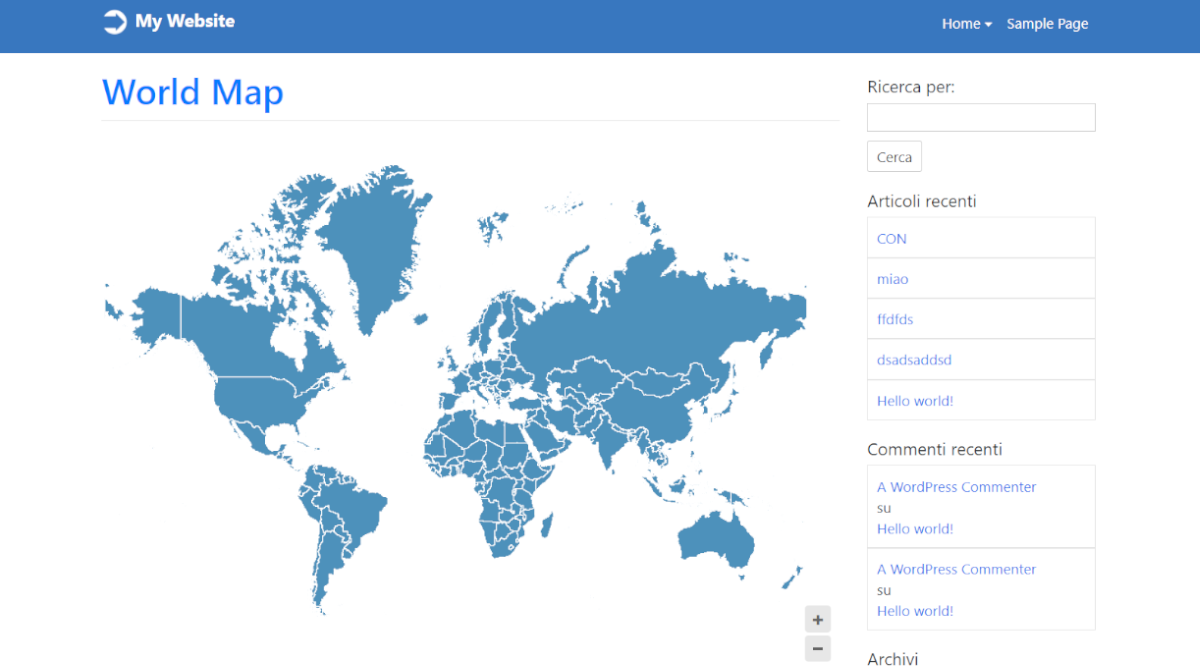 My Website
Home
Sample Page
World Map
Ricerca per:
Cerca
Articoli recenti
CON
miao
ffdfds
dsadsaddsd
Hello world!
Commenti recenti
A WordPress Commenter
su
Hello world!
A WordPress Commenter
su
Hello world!
Archivi
+
−